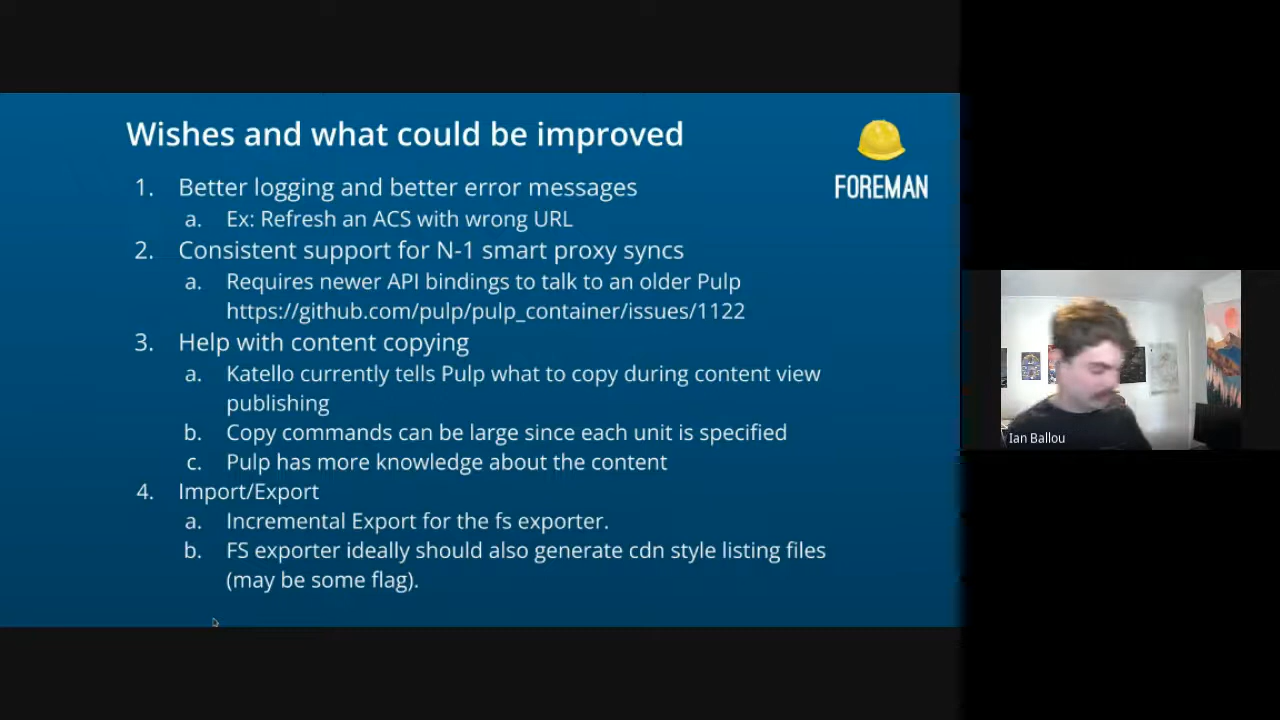 Wishes and what could be improved
FOREMAN
1. Better logging and better error messages
a. Ex: Refresh an ACS with wrong URL
2. Consistent support for N-1 smart proxy syncs
a. Requires newer API bindings to talk to an older Pulp
https://github.com/pulp/pulp_container/issues/1122
3. Help with content copying
a. Katello currently tells Pulp what to copy during content view
publishing
b. Copy commands can be large since each unit is specified
c. Pulp has more knowledge about the content
4. Import/Export
a. Incremental Export for the fs exporter.
b. FS exporter ideally should also generate cdn style listing files
(may be some flag).
Ian Ballou